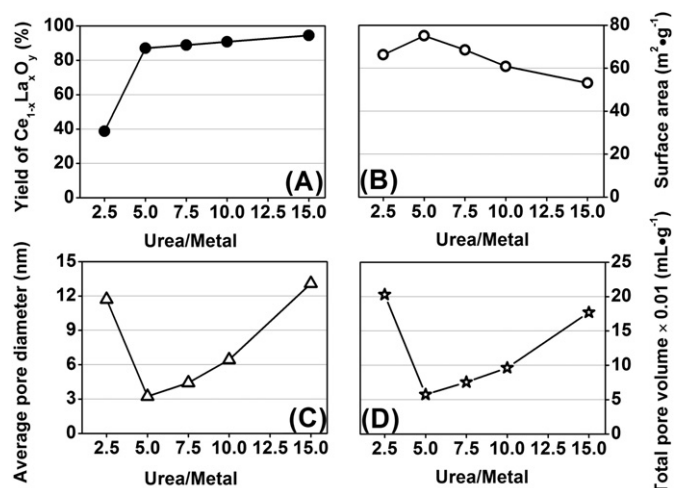 Yield of Ce1-xLaxOy (%)
100
80
60
40
20
0
(A)
2.5 5.0 7.5 10.0 12.5 15.0
Urea/Metal
80
60
40
20
0
Surface area (m2•g-1)
(B)
2.5 5.0 7.5 10.0 12.5 15.0
Urea/Metal
Average pore diameter (nm)
15
12
9
6
3
0
(C)
2.5 5.0 7.5 10.0 12.5 15.0
Urea/Metal
25
20
15
10
5
0
Total pore volume × 0.01 (mL•g-1)
(D)
2.5 5.0 7.5 10.0 12.5 15.0
Urea/Metal